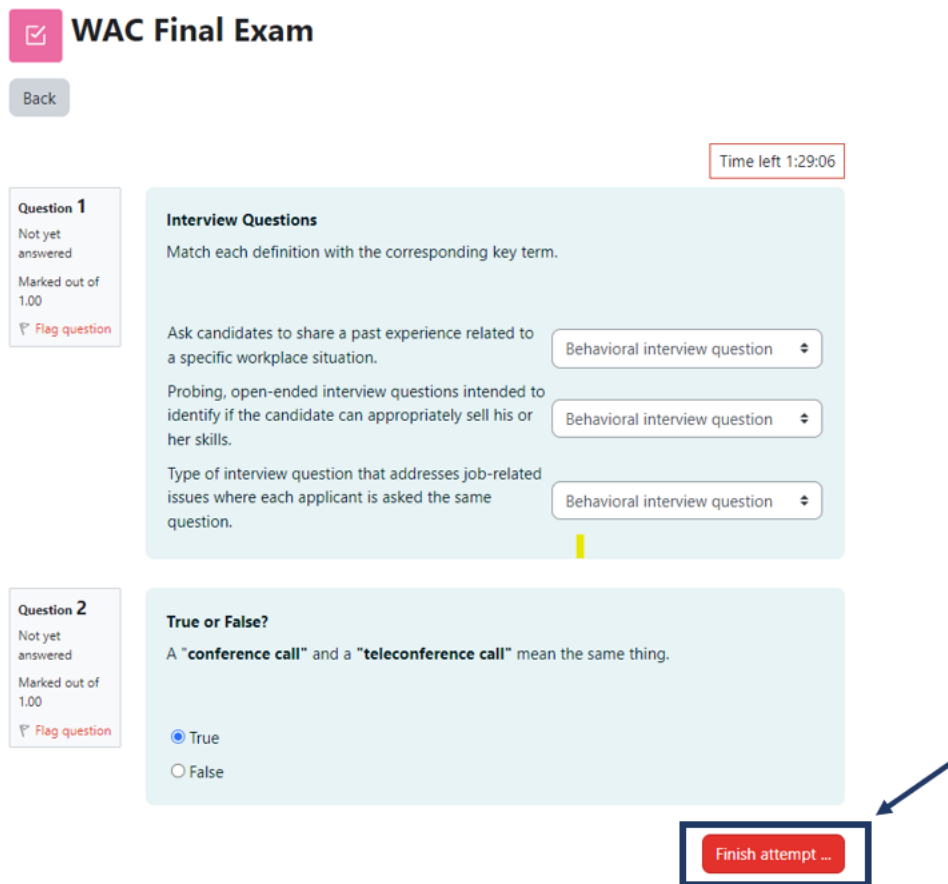 WAC Final Exam
Back
Time left 1:29:06
Question 1
Not yet
answered
Marked out of
1.00
Flag question
Interview Questions
Match each definition with the corresponding key term.
Ask candidates to share a past experience related to
a specific workplace situation.
Behavioral interview question
Probing, open-ended interview questions intended to
identify if the candidate can appropriately sell his or
her skills.
Behavioral interview question
Type of interview question that addresses job-related
issues where each applicant is asked the same
question.
Behavioral interview question
Question 2
Not yet
answered
Marked out of
1.00
Flag question
True or False?
A "conference call" and a "teleconference call" mean the same thing.
True
False
Finish attempt ...